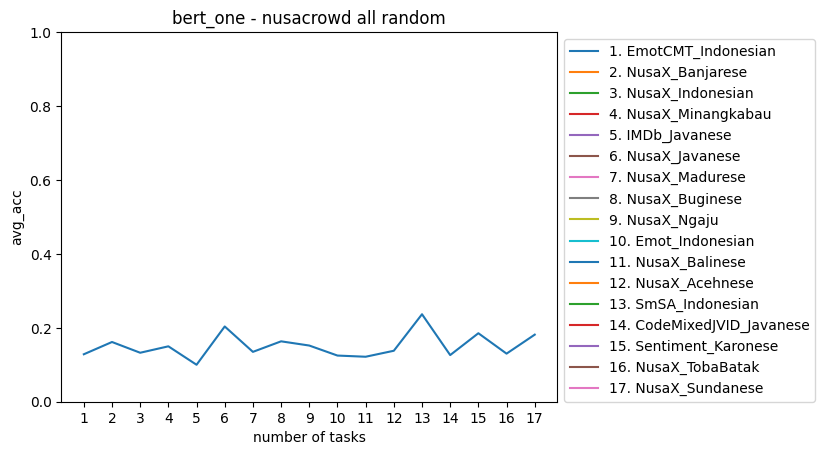 bert_one - nusacrowd all random
1.0
0.8
0.6
0.4
0.2
0.0
avg_acc
1 2 3 4 5 6 7 8 9 10 11 12 13 14 15 16 17
number of tasks
1. EmotCMT_Indonesian
2. NusaX_Banjarese
3. NusaX_Indonesian
4. NusaX_Minangkabau
5. IMDb_Javanese
6. NusaX_Javanese
7. NusaX_Madurese
8. NusaX_Buginese
9. NusaX_Ngaju
10. Emot_Indonesian
11. NusaX_Balinese
12. NusaX_Acehnese
13. SmSA_Indonesian
14. CodeMixedJVID_Javanese
15. Sentiment_Karonese
16. NusaX_TobaBatak
17. NusaX_Sundanese